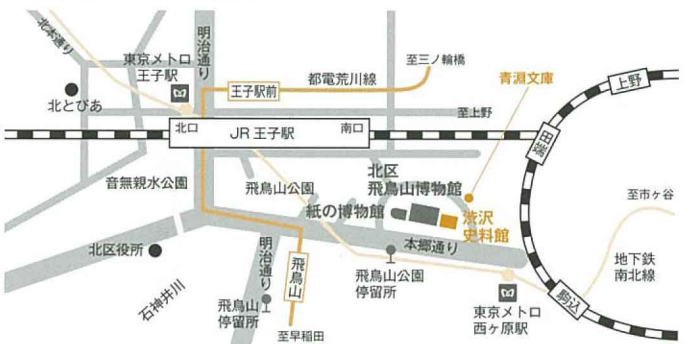 北本通り
明治通り
東京メトロ
王子駅
北とぴあ
王子駅前
都電荒川線
至三ノ輪橋
青淵文庫
上野
至上野
北口
JR 王子駅
南口
田端
音無親水公園
飛鳥山公園
北区
飛鳥山博物館
紙の博物館
渋沢
史料館
至市ヶ谷
本郷通り
北区役所
明治通り
飛鳥山
石神井川
飛鳥山
停留所
飛鳥山公園
停留所
地下鉄
南北線
駒込
東京メトロ
西ヶ原駅
至早稲田